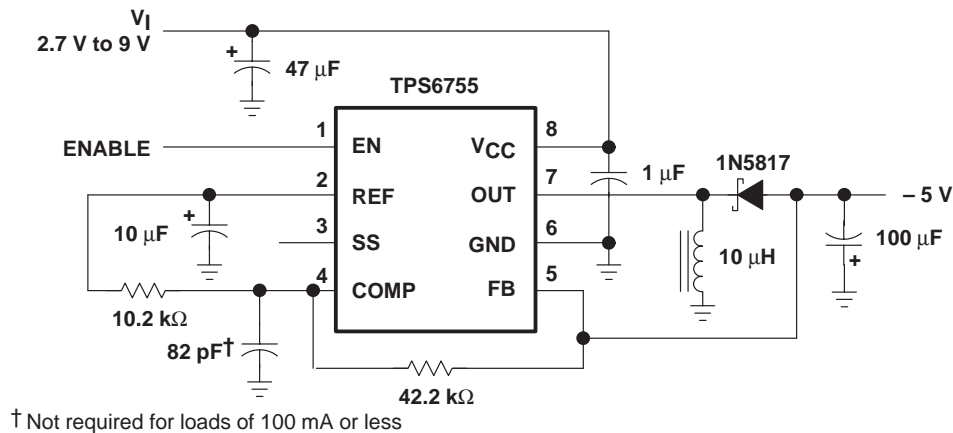 VI
2.7 V to 9 V
47 μF
TPS6755
ENABLE
1
EN
VCC
8
1N5817
2
REF
OUT
7
1 μF
– 5 V
10 μF
3
SS
GND
6
10 μH
100 μF
4
COMP
FB
5
10.2 kΩ
82 pF†
42.2 kΩ
† Not required for loads of 100 mA or less
+
+
+